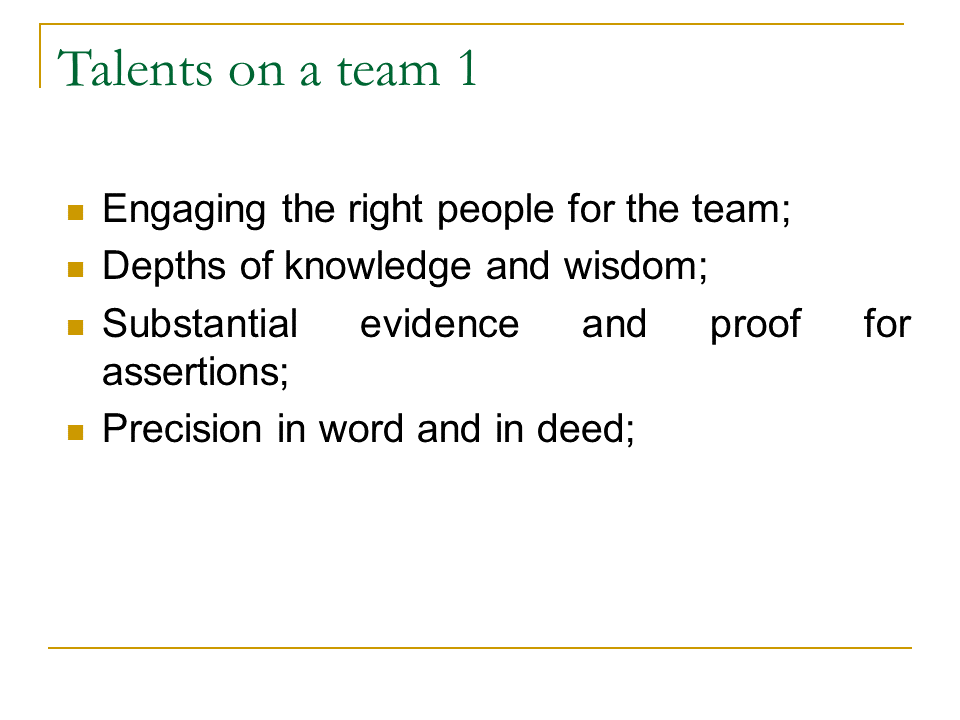 Talents on a team 1
Engaging the right people for the team;
Depths of knowledge and wisdom;
Substantial evidence and proof for
assertions;
Precision in word and in deed;